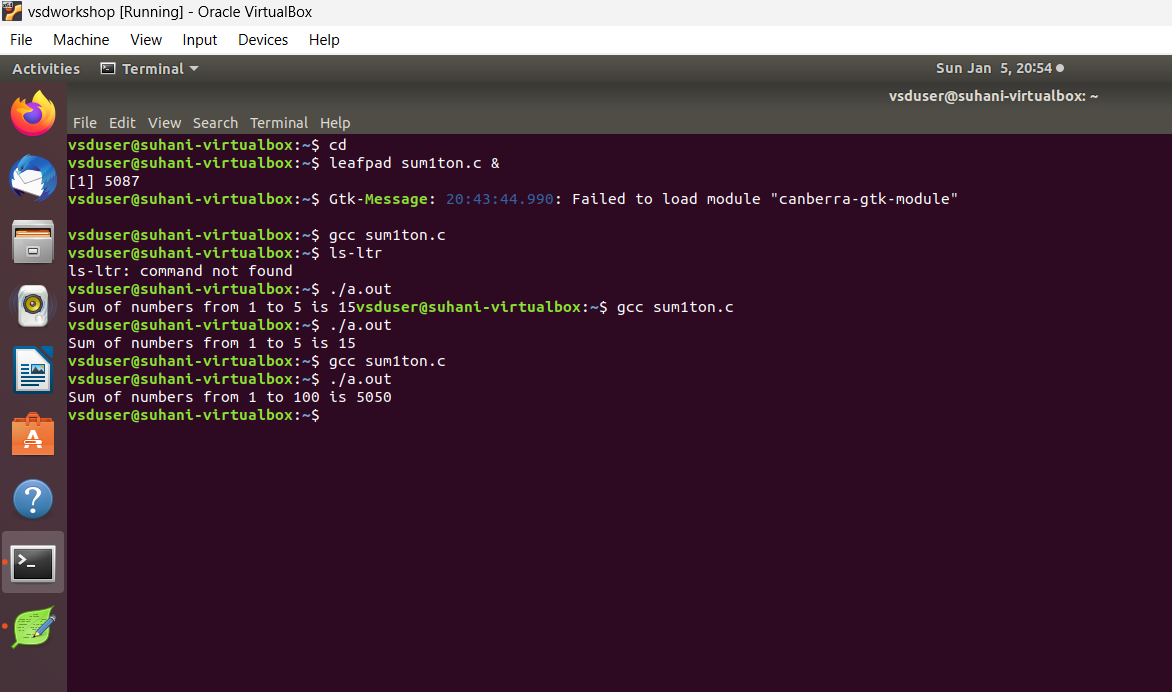 vsdworkshop [Running] - Oracle VirtualBox
File Machine View Input Devices Help
Activities Terminal Sun Jan 5, 20:54
vsduser@suhani-virtualbox: ~
File Edit View Search Terminal Help
vsduser@suhani-virtualbox:~$ cd
vsduser@suhani-virtualbox:~$ leafpad sum1ton.c &
[1] 5087
vsduser@suhani-virtualbox:~$ Gtk-Message: 20:43:44.990: Failed to load module "canberra-gtk-module"
vsduser@suhani-virtualbox:~$ gcc sum1ton.c
vsduser@suhani-virtualbox:~$ ls-ltr
ls-ltr: command not found
vsduser@suhani-virtualbox:~$ ./a.out
Sum of numbers from 1 to 5 is 15vsduser@suhani-virtualbox:~$ gcc sum1ton.c
vsduser@suhani-virtualbox:~$ ./a.out
Sum of numbers from 1 to 5 is 15
vsduser@suhani-virtualbox:~$ gcc sum1ton.c
vsduser@suhani-virtualbox:~$ ./a.out
Sum of numbers from 1 to 100 is 5050
vsduser@suhani-virtualbox:~$